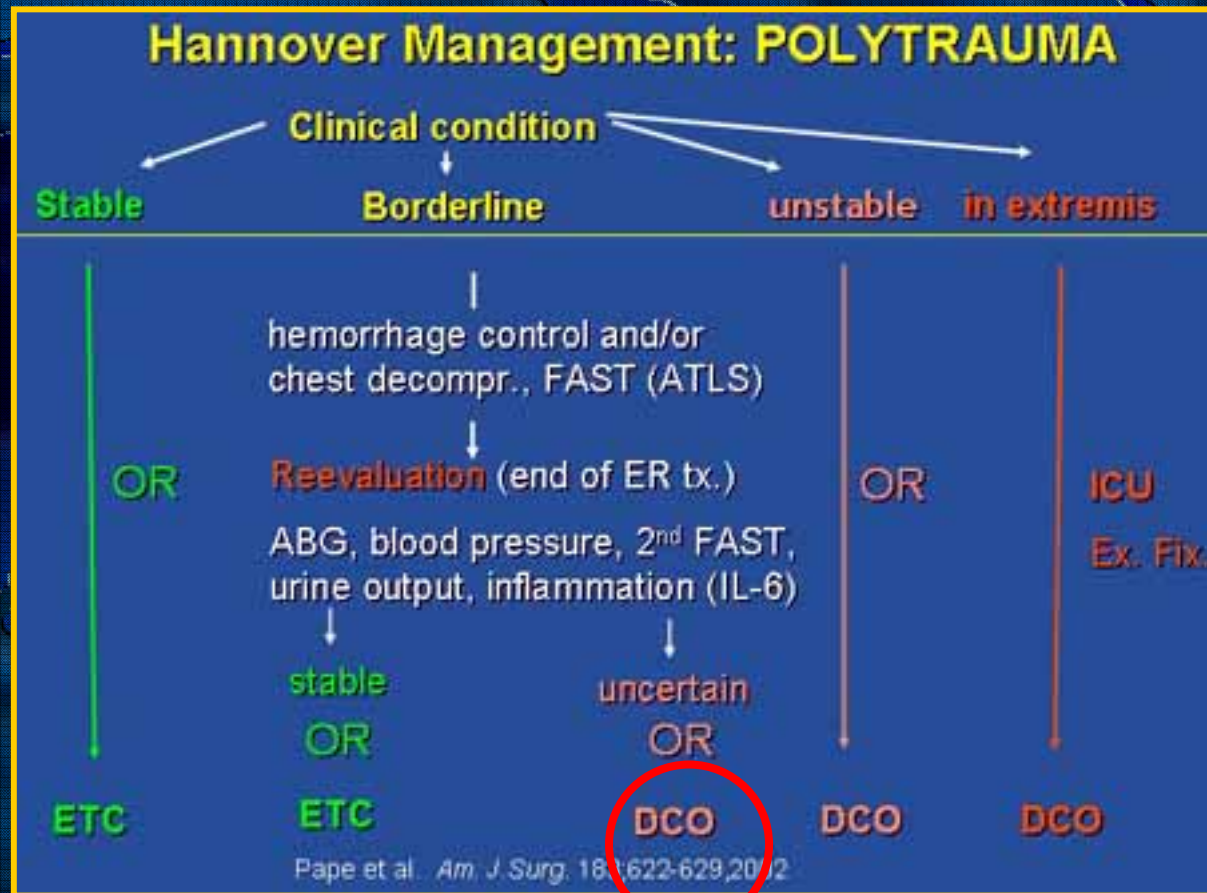 Hannover Management: POLYTRAUMA
Clinical condition
Stable Borderline unstable in extremis
hemorrhage control and/or
chest decompr., FAST (ATLS)
OR Reevaluation (end of ER tx.) OR ICU
ABG, blood pressure, 2nd FAST, Ex. Fix.
urine output, inflammation (IL-6)
stable uncertain
OR OR
ETC ETC DCO DCO DCO
Pape et al. Am. J. Surg.